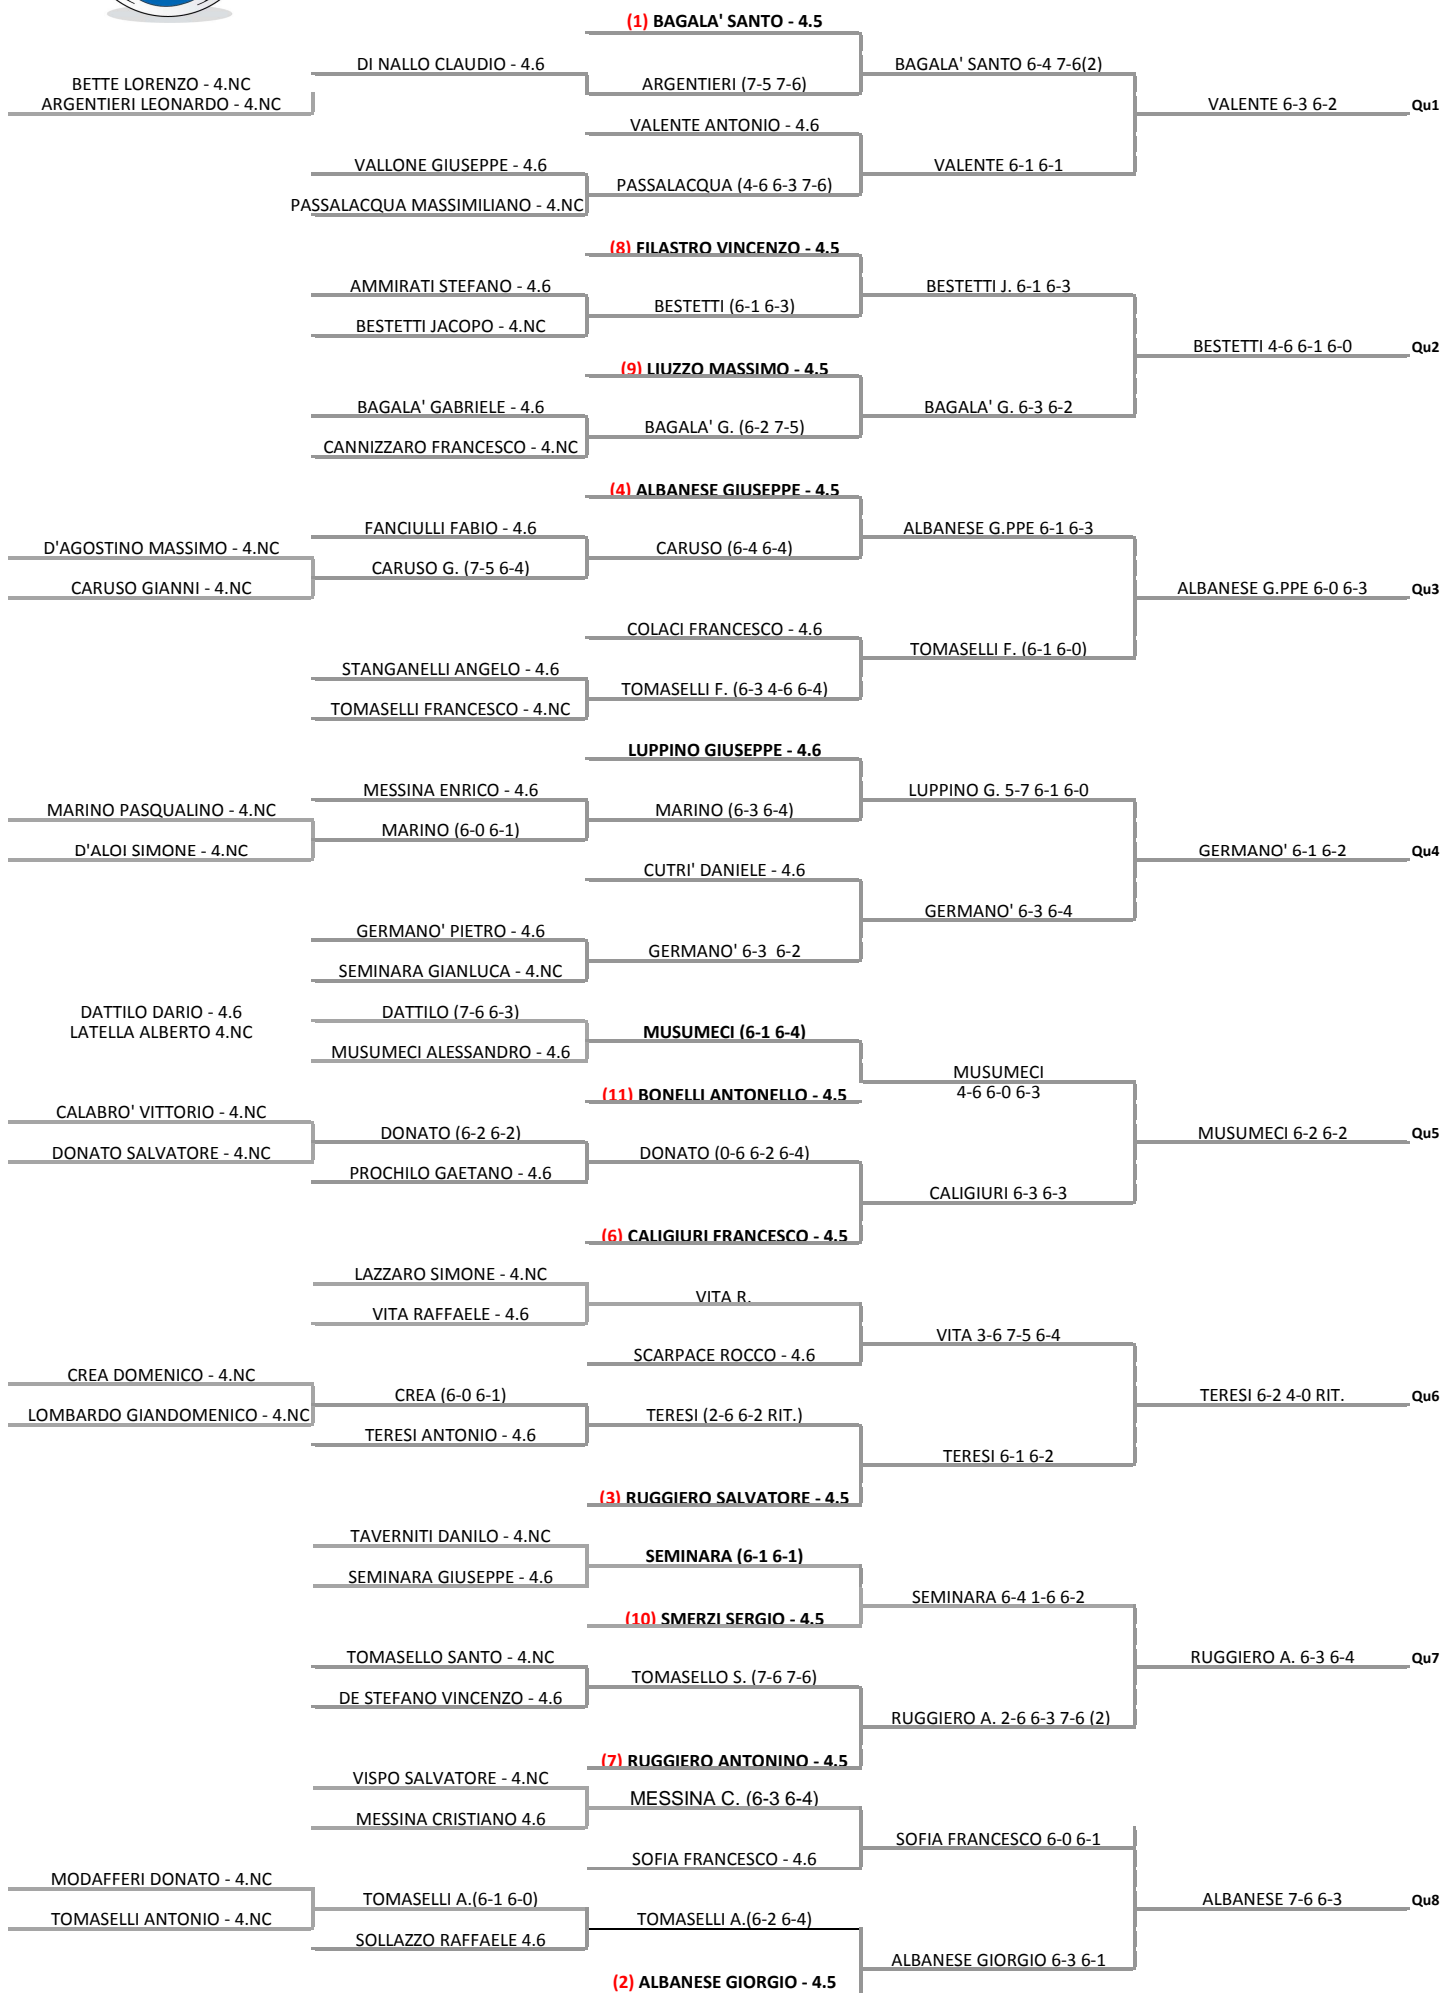 (1) BAGALA' SANTO - 4.5
DI NALLO CLAUDIO - 4.6
BAGALA' SANTO 6-4 7-6(2)
BETTE LORENZO - 4.NC
ARGENTIERI (7-5 7-6)
ARGENTIERI LEONARDO - 4.NC
VALENTE 6-3 6-2
Qu1
VALENTE ANTONIO - 4.6
VALLONE GIUSEPPE - 4.6
VALENTE 6-1 6-1
PASSALACQUA (4-6 6-3 7-6)
PASSALACQUA MASSIMILIANO - 4.NC
(8) FILASTRO VINCENZO - 4.5
AMMIRATI STEFANO - 4.6
BESTETTI J. 6-1 6-3
BESTETTI (6-1 6-3)
BESTETTI JACOPO - 4.NC
BESTETTI 4-6 6-1 6-0
Qu2
(9) LIUZZO MASSIMO - 4.5
BAGALA' GABRIELE - 4.6
BAGALA' G. 6-3 6-2
BAGALA' G. (6-2 7-5)
CANNIZZARO FRANCESCO - 4.NC
(4) ALBANESE GIUSEPPE - 4.5
FANCIULLI FABIO - 4.6
ALBANESE G.PPE 6-1 6-3
D'AGOSTINO MASSIMO - 4.NC
CARUSO (6-4 6-4)
CARUSO G. (7-5 6-4)
CARUSO GIANNI - 4.NC
ALBANESE G.PPE 6-0 6-3
Qu3
COLACI FRANCESCO - 4.6
TOMASELLI F. (6-1 6-0)
STANGANELLI ANGELO - 4.6
TOMASELLI F. (6-3 4-6 6-4)
TOMASELLI FRANCESCO - 4.NC
LUPPINO GIUSEPPE - 4.6
MESSINA ENRICO - 4.6
LUPPINO G. 5-7 6-1 6-0
MARINO PASQUALINO - 4.NC
MARINO (6-3 6-4)
MARINO (6-0 6-1)
D'ALOI SIMONE - 4.NC
GERMANO' 6-1 6-2
Qu4
CUTRI' DANIELE - 4.6
GERMANO' 6-3 6-4
GERMANO' PIETRO - 4.6
GERMANO' 6-3  6-2
SEMINARA GIANLUCA - 4.NC
DATTILO DARIO - 4.6
DATTILO (7-6 6-3)
LATELLA ALBERTO 4.NC
MUSUMECI (6-1 6-4)
MUSUMECI ALESSANDRO - 4.6
MUSUMECI
4-6 6-0 6-3
(11) BONELLI ANTONELLO - 4.5
CALABRO' VITTORIO - 4.NC
DONATO (6-2 6-2)
MUSUMECI 6-2 6-2
Qu5
DONATO SALVATORE - 4.NC
DONATO (0-6 6-2 6-4)
PROCHILO GAETANO - 4.6
CALIGIURI 6-3 6-3
(6) CALIGIURI FRANCESCO - 4.5
LAZZARO SIMONE - 4.NC
VITA R.
VITA RAFFAELE - 4.6
VITA 3-6 7-5 6-4
SCARPACE ROCCO - 4.6
CREA DOMENICO - 4.NC
CREA (6-0 6-1)
TERESI 6-2 4-0 RIT.
Qu6
LOMBARDO GIANDOMENICO - 4.NC
TERESI (2-6 6-2 RIT.)
TERESI ANTONIO - 4.6
TERESI 6-1 6-2
(3) RUGGIERO SALVATORE - 4.5
TAVERNITI DANILO - 4.NC
SEMINARA (6-1 6-1)
SEMINARA GIUSEPPE - 4.6
SEMINARA 6-4 1-6 6-2
(10) SMERZI SERGIO - 4.5
TOMASELLO SANTO - 4.NC
RUGGIERO A. 6-3 6-4
Qu7
TOMASELLO S. (7-6 7-6)
DE STEFANO VINCENZO - 4.6
RUGGIERO A. 2-6 6-3 7-6 (2)
(7) RUGGIERO ANTONINO - 4.5
VISPO SALVATORE - 4.NC
MESSINA C. (6-3 6-4)
MESSINA CRISTIANO 4.6
SOFIA FRANCESCO 6-0 6-1
SOFIA FRANCESCO - 4.6
MODAFFERI DONATO - 4.NC
TOMASELLI A.(6-1 6-0)
ALBANESE 7-6 6-3
Qu8
TOMASELLI ANTONIO - 4.NC
TOMASELLI A.(6-2 6-4)
SOLLAZZO RAFFAELE 4.6
ALBANESE GIORGIO 6-3 6-1
(2) ALBANESE GIORGIO - 4.5